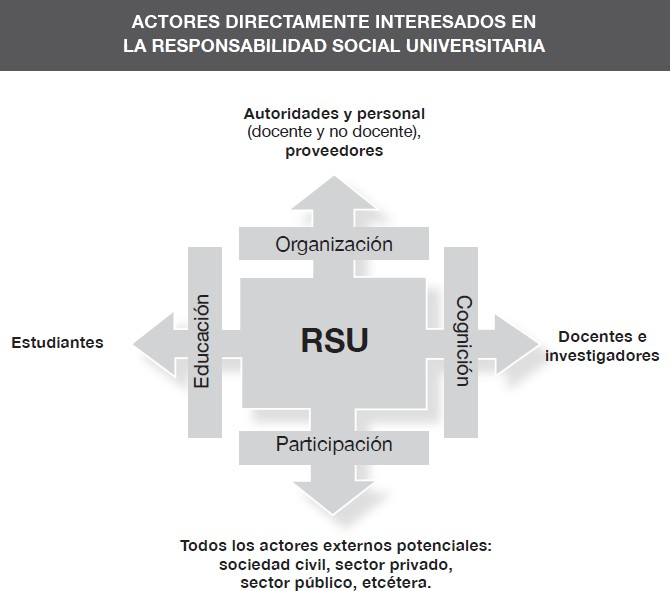 ACTORES DIRECTAMENTE INTERESADOS EN
LA RESPONSABILIDAD SOCIAL UNIVERSITARIA
Autoridades y personal
(docente y no docente),
proveedores
Organización
Educación
Cognición
Estudiantes
RSU
Docentes e
investigadores
Participación
Todos los actores externos potenciales:
sociedad civil, sector privado,
sector público, etcétera.